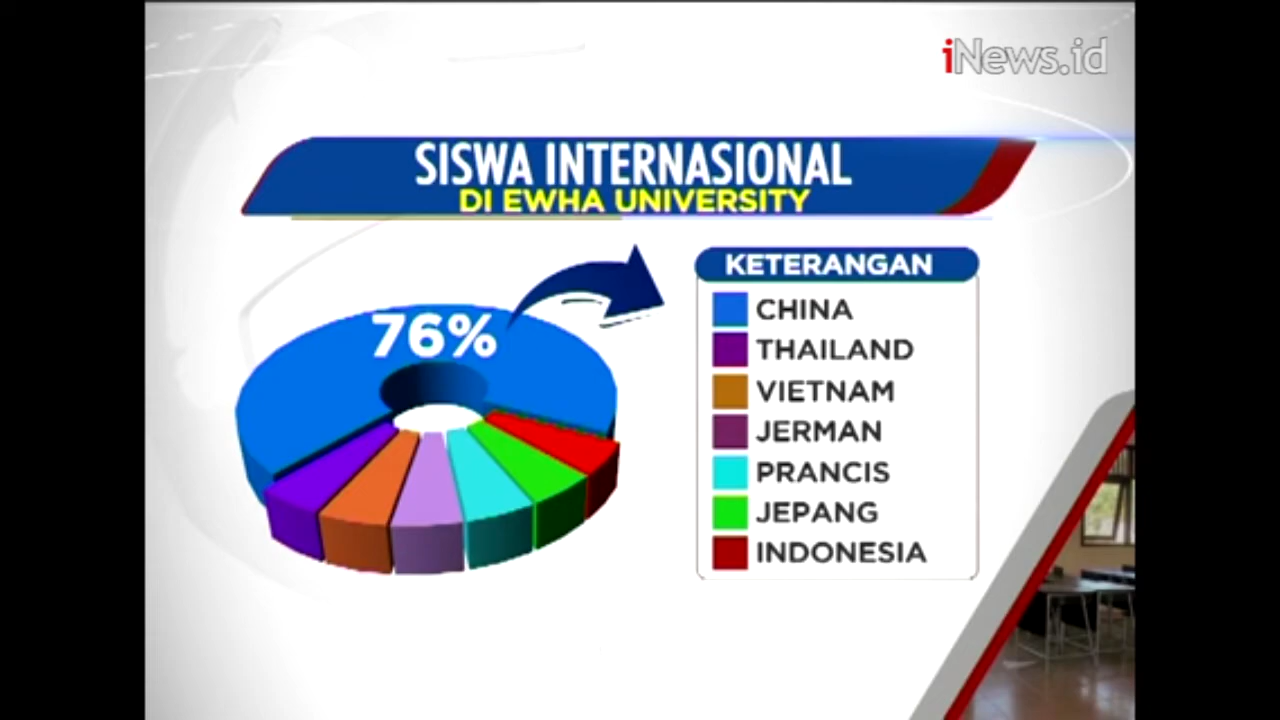 iNews.id
SISWA INTERNASIONAL
DI EWHA UNIVERSITY
76%
KETERANGAN
CHINA
THAILAND
VIETNAM
JERMAN
PRANCIS
JEPANG
INDONESIA